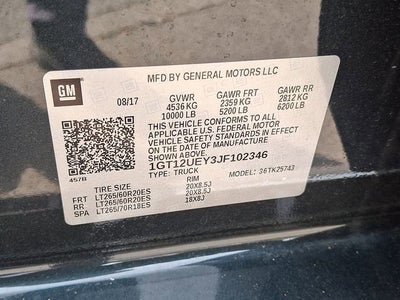 GM
MFD BY GENERAL MOTORS LLC
08/17 GVWR GAWR FRT GAWR RR
4536 KG 2359 KG 2812 KG
10000 LB 5200 LB 6200 LB
THIS VEHICLE CONFORMS TO ALL
APPLICABLE U.S. FEDERAL MOTOR
VEHICLE SAFETY STANDARDS IN EFFECT
ON THE DATE OF MANUFACTURE
SHOWN ABOVE.
1GT12UEY3JF102346
457B TYPE: TRUCK MODEL: 36TK25743
TIRE SIZE RIM
FRT LT265/60R20ES 20X8.5J
RR LT265/60R20ES 20X8.5J
SPA LT265/70R18ES 18X8J